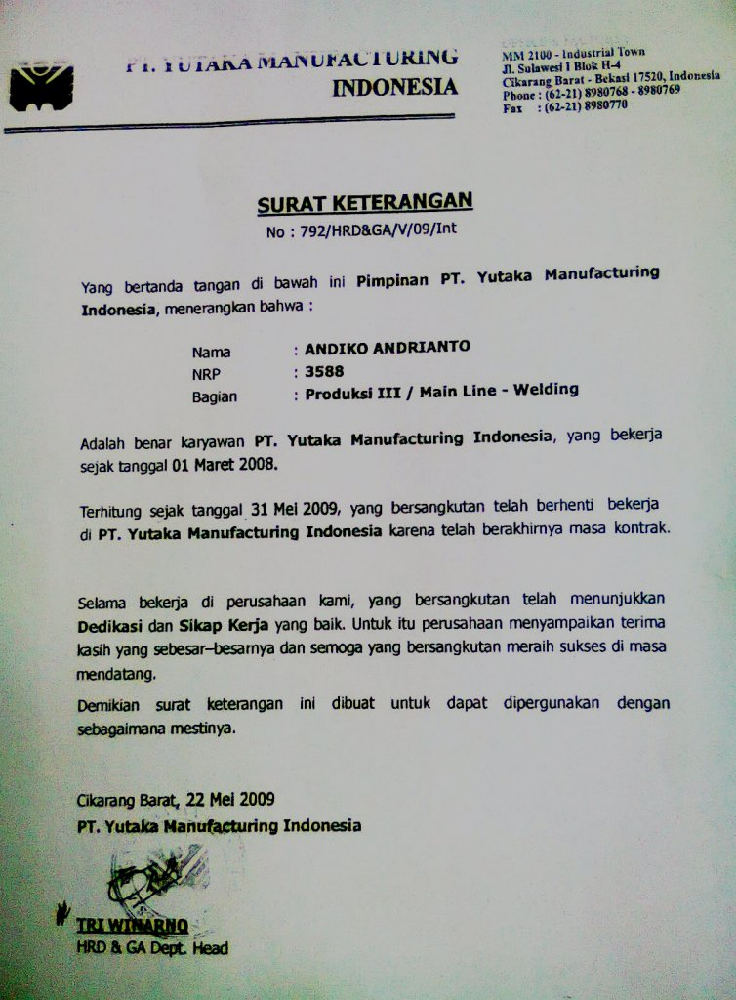 PT. YUTAKA MANUFACTURING
INDONESIA
MM 2100 - Industrial Town
Jl. Sulawesi I Blok H-4
Cikarang Barat - Bekasi 17520, Indonesia
Phone : (62-21) 8980768 - 8980769
Fax : (62-21) 8980770
SURAT KETERANGAN
No : 792/HRD&GA/V/09/Int
Yang bertanda tangan di bawah ini Pimpinan PT. Yutaka Manufacturing
Indonesia, menerangkan bahwa :
Nama : ANDIKO ANDRIANTO
NRP : 3588
Bagian : Produksi III / Main Line - Welding
Adalah benar karyawan PT. Yutaka Manufacturing Indonesia, yang bekerja
sejak tanggal 01 Maret 2008.
Terhitung sejak tanggal 31 Mei 2009, yang bersangkutan telah berhenti bekerja
di PT. Yutaka Manufacturing Indonesia karena telah berakhirnya masa kontrak.
Selama bekerja di perusahaan kami, yang bersangkutan telah menunjukkan
Dedikasi dan Sikap Kerja yang baik. Untuk itu perusahaan menyampaikan terima
kasih yang sebesar–besarnya dan semoga yang bersangkutan meraih sukses di masa
mendatang.
Demikian surat keterangan ini dibuat untuk dapat dipergunakan dengan
sebagaimana mestinya.
Cikarang Barat, 22 Mei 2009
PT. Yutaka Manufacturing Indonesia
TRI WINARNO
HRD & GA Dept. Head